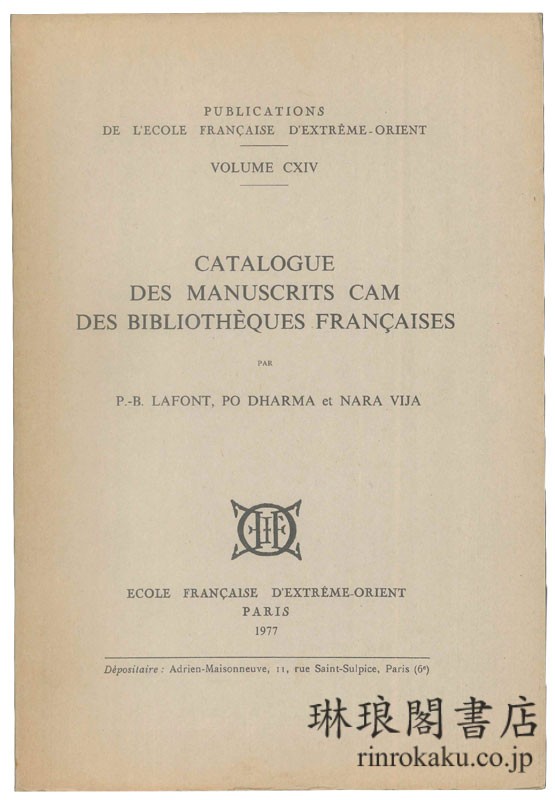 PUBLICATIONS
DE L'ECOLE FRANÇAISE D'EXTRÊME-ORIENT
VOLUME CXIV
CATALOGUE
DES MANUSCRITS CAM
DES BIBLIOTHÈQUES FRANÇAISES
PAR
P.-B. LAFONT, PO DHARMA et NARA VIJA
ECOLE FRANÇAISE D'EXTRÊME-ORIENT
PARIS
1977
Dépositaire : Adrien-Maisonneuve, 11, rue Saint-Sulpice, Paris (6ᵉ)
琳琅閣書店
rinrokaku.co.jp